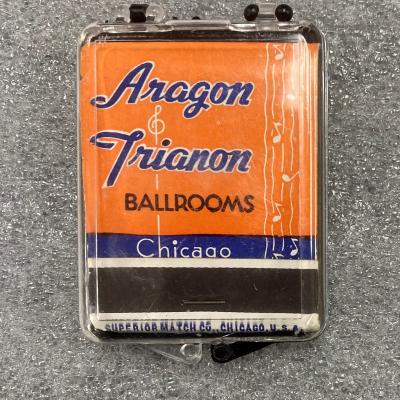 Aragon
Trianon
BALLROOMS
Chicago
SUPERIOR MATCH CO., CHICAGO, U.S.A.